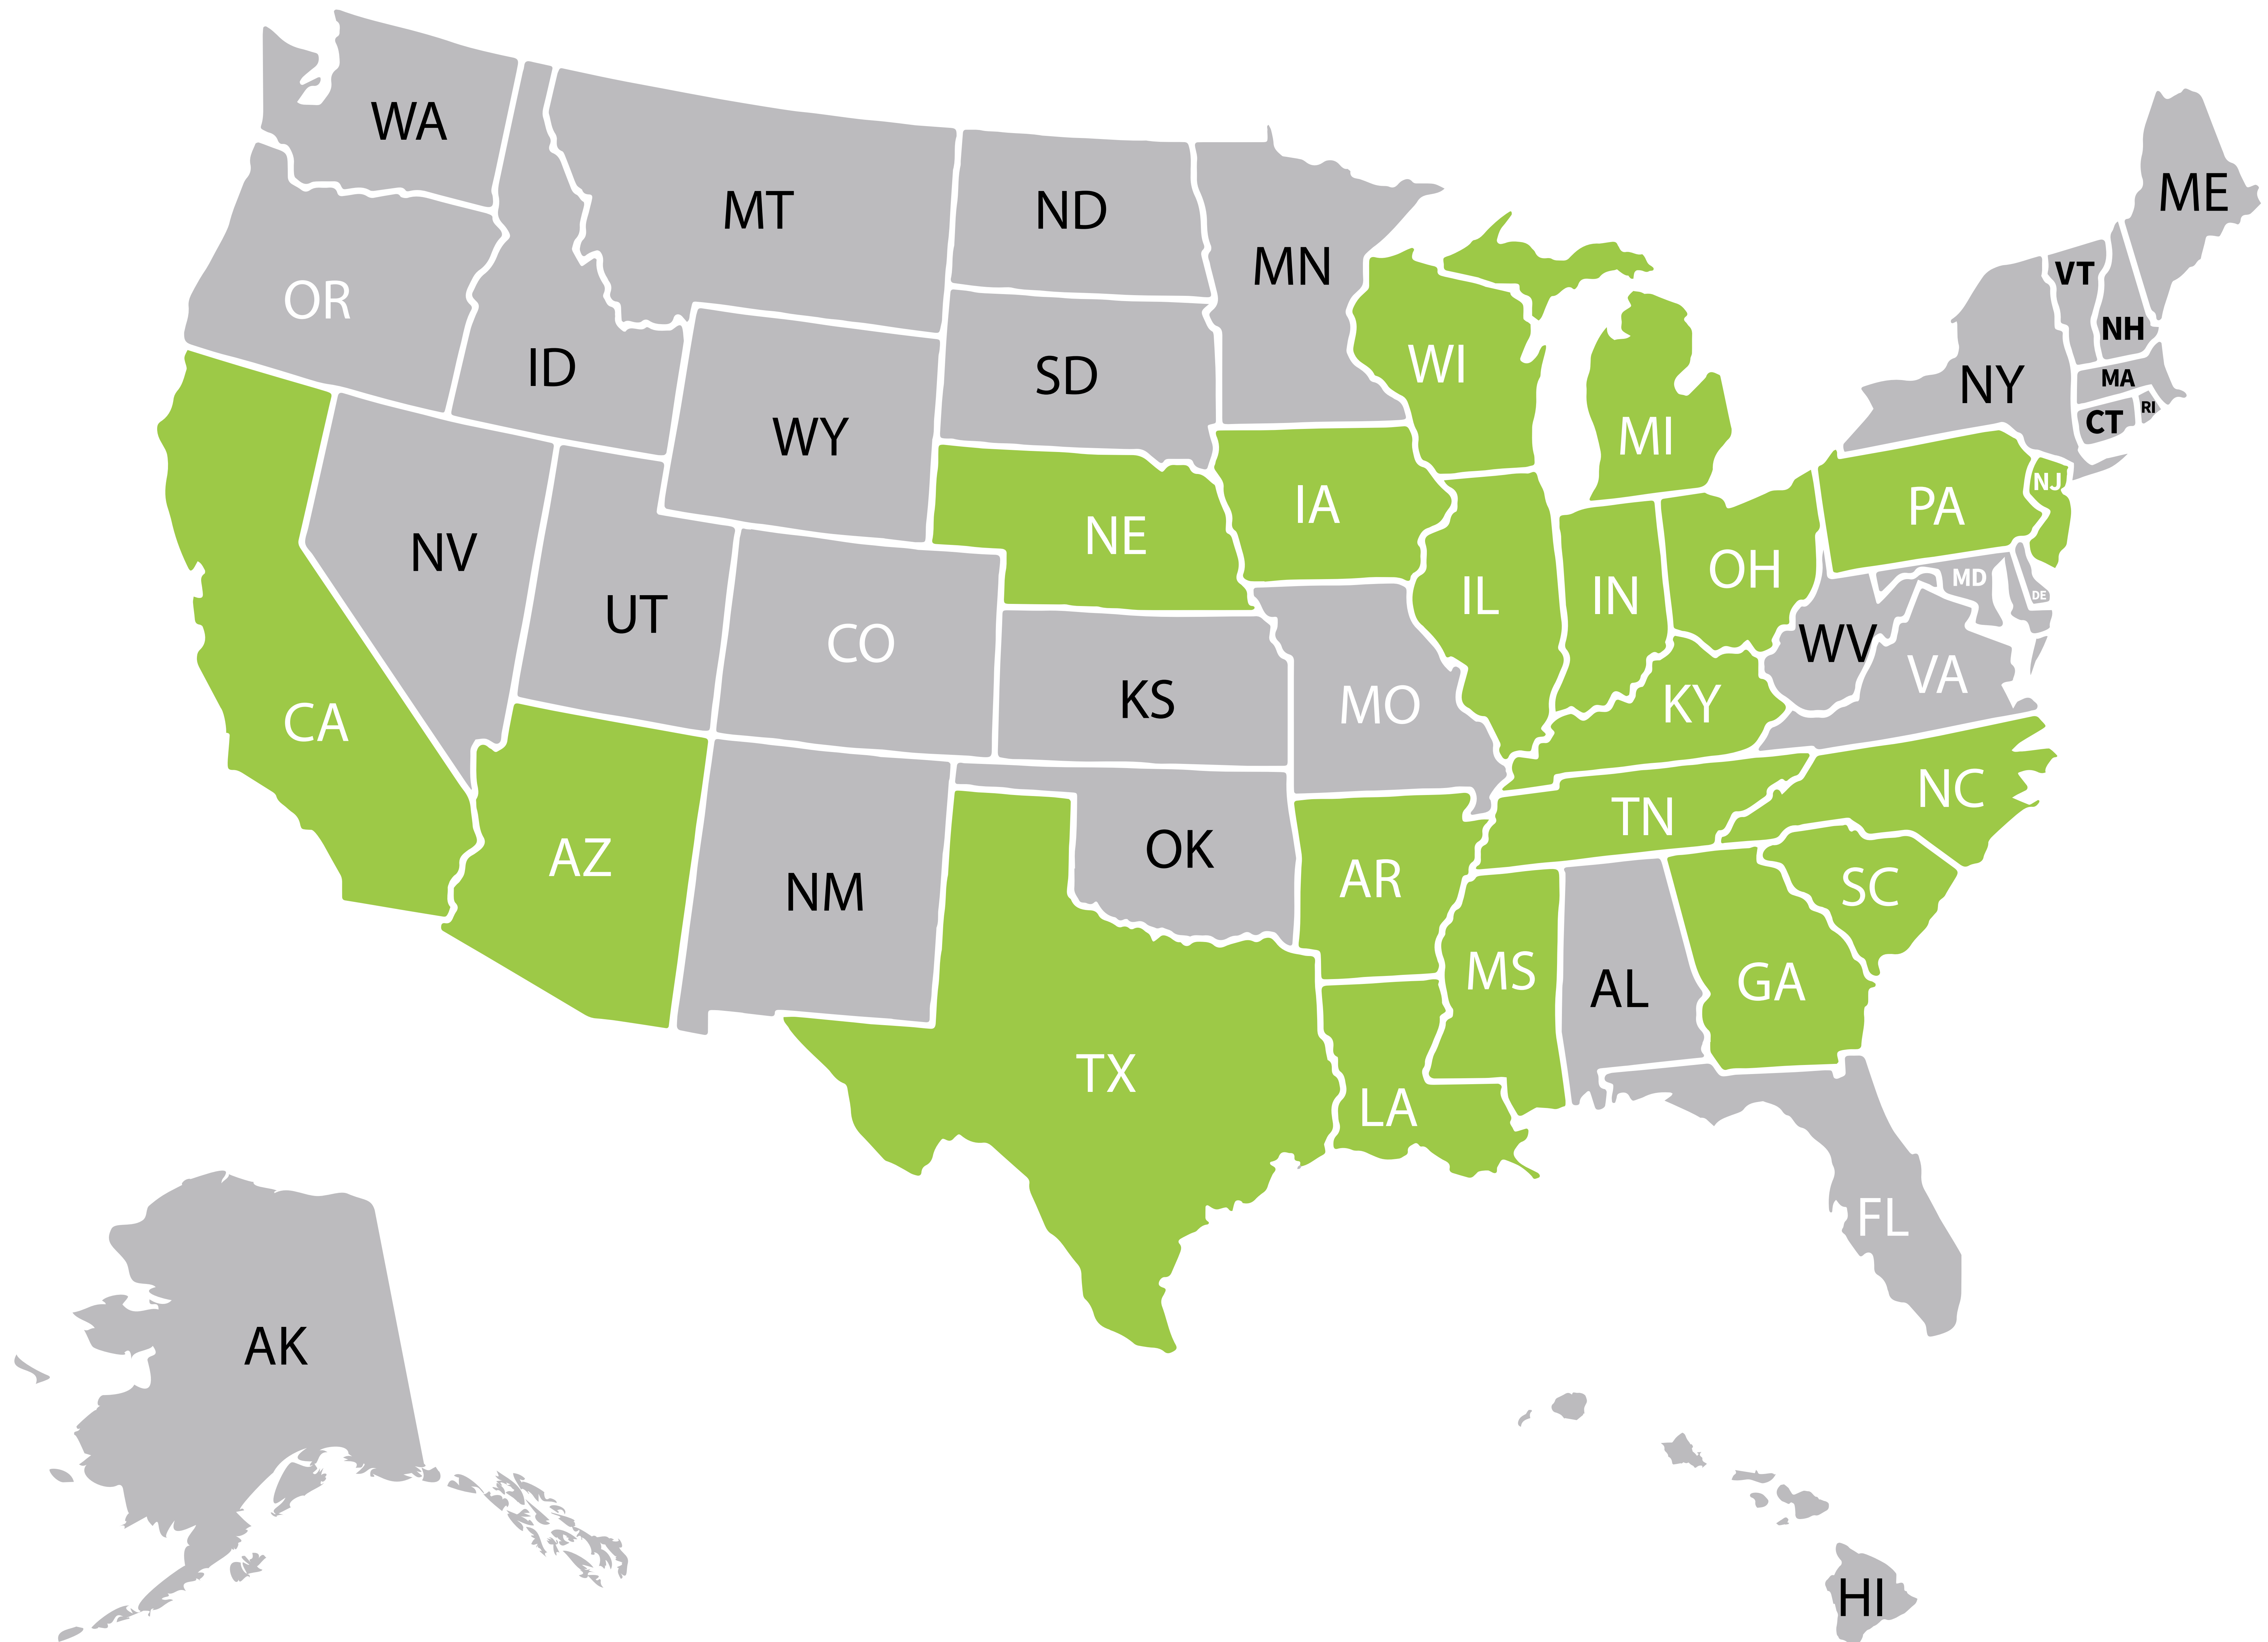 WA
MT
ND
MN
ME
OR
ID
SD
WI
MI
VT
NH
NY
MA
CT
RI
WY
NE
IA
PA
NJ
NV
UT
CO
IL
IN
OH
MD
DE
WV
VA
CA
KS
MO
KY
AZ
NM
OK
AR
TN
NC
MS
AL
GA
SC
TX
LA
FL
AK
HI